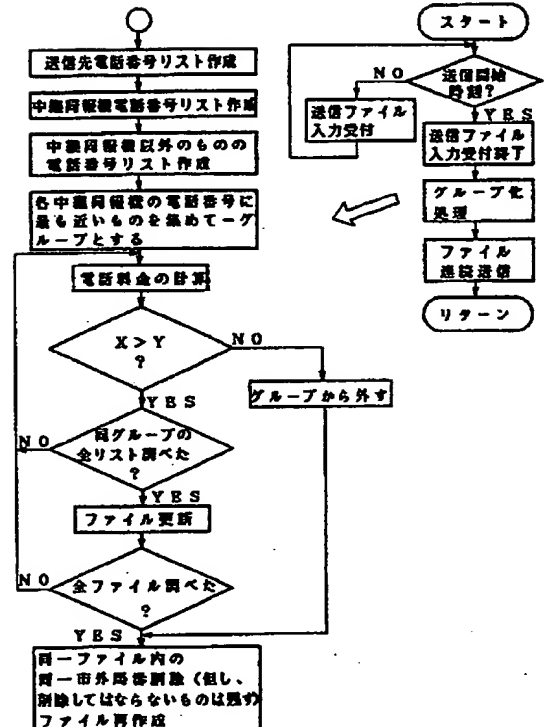 送信先電話番号リスト作成
中継同報機電話番号リスト作成
中継同報機以外のものの
電話番号リスト作成
各中継同報機の電話番号に
最も近いものを集めて一グ
ループとする
電話料金の計算
X>Y
?
NO
YES
グループから外す
同グループの
全リスト調べた
?
NO
YES
ファイル更新
全ファイル調べた
?
NO
YES
同一ファイル内の
同一市外局番削除(但し、
削除してはならないものは残す)
ファイル再作成
スタート
送信開始
時刻?
NO
YES
送信ファイル
入力受付
送信ファイル
入力受付終了
グループ化
処理
ファイル
連続送信
リターン